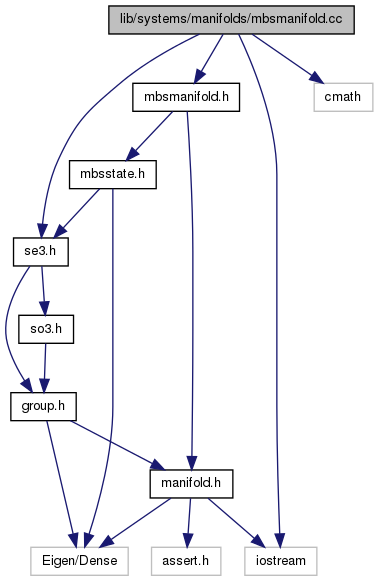 lib/systems/manifolds/mbsmanifold.cc
mbsmanifold.h
cmath
mbsstate.h
se3.h
so3.h
group.h
manifold.h
Eigen/Dense
assert.h
iostream